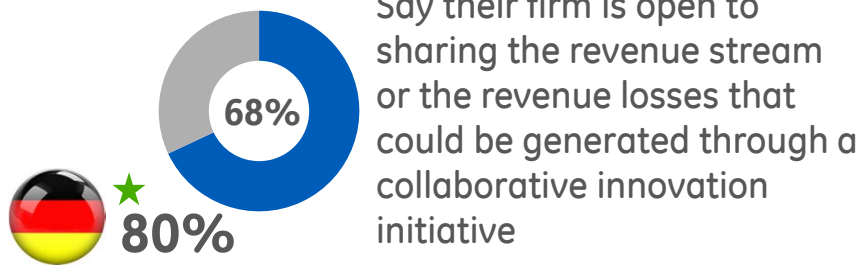 Say their firm is open to
sharing the revenue stream
or the revenue losses that
could be generated through a
collaborative innovation
initiative
68%
80%